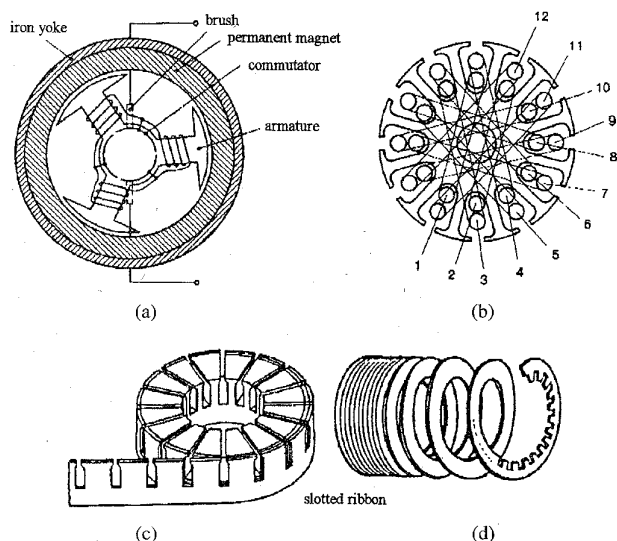 iron yoke
brush
permanent magnet
commutator
armature
(a)
12
11
10
9
8
7
6
5
4
3
2
1
(b)
slotted ribbon
(c)
(d)